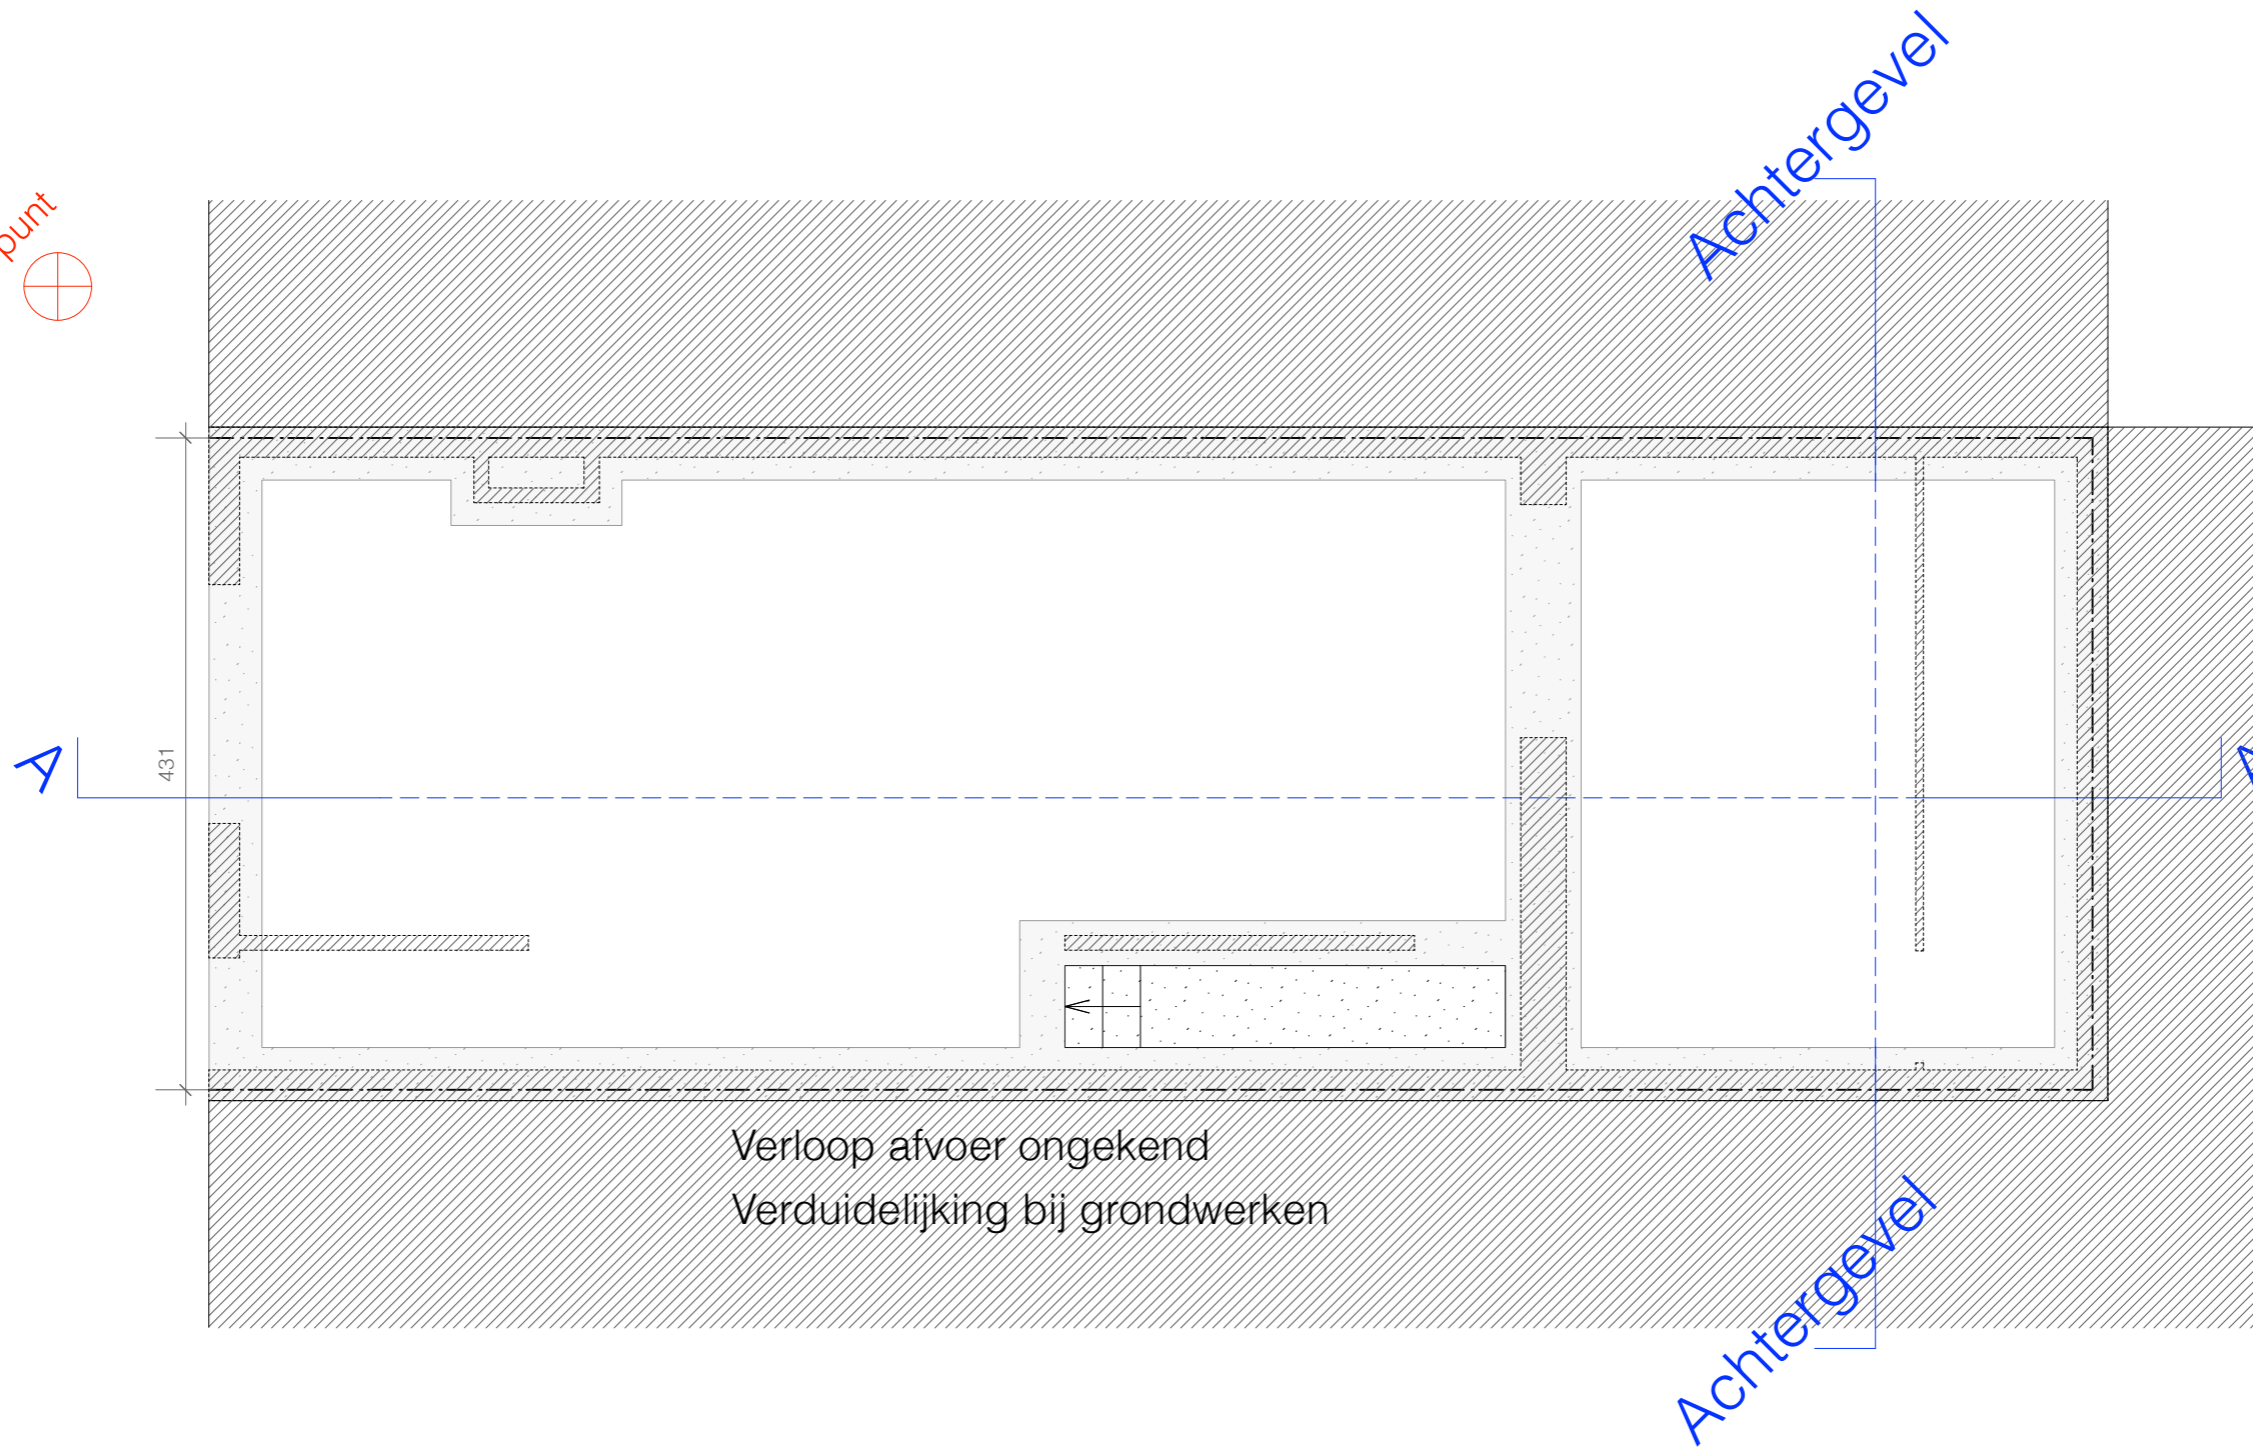 Achtergevel
punt
A
431
Verloop afvoer ongekend
Verduidelijking bij grondwerken
Achtergevel